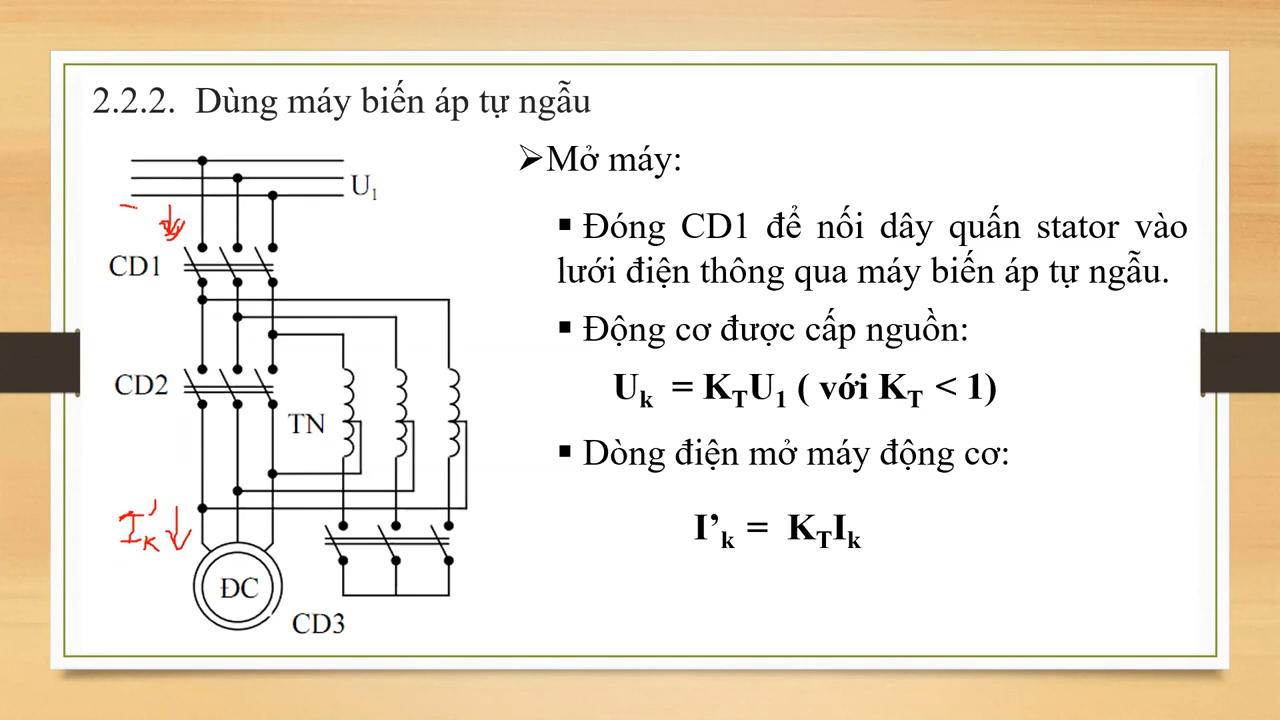 2.2.2. Dùng máy biến áp tự ngẫu
U1
CD1
CD2
TN
I'K
ĐC
CD3
➢Mở máy:
▪ Đóng CD1 để nối dây quấn stator vào
lưới điện thông qua máy biến áp tự ngẫu.
▪ Động cơ được cấp nguồn:
Uk = KTU1 ( với KT < 1)
▪ Dòng điện mở máy động cơ:
I’k = KTIk